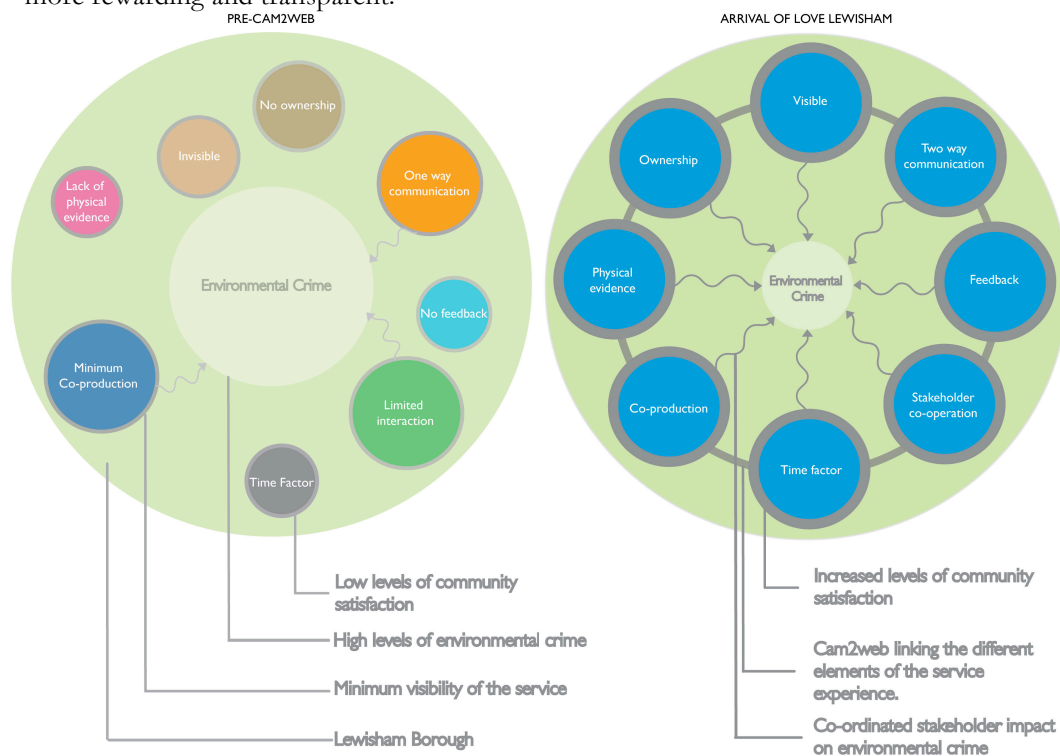 more rewarding and transparent.
PRE-CAM2WEB
No ownership
Invisible
One way
communication
Lack of
physical
evidence
Environmental Crime
No feedback
Minimum
Co-production
Limited
interaction
Time Factor
Low levels of community
satisfaction
High levels of environmental crime
Minimum visibility of the service
Lewisham Borough
ARRIVAL OF LOVE LEWISHAM
Visible
Ownership
Two way
communication
Physical
evidence
Environmental
Crime
Feedback
Co-production
Stakeholder
co-operation
Time factor
Increased levels of community
satisfaction
Cam2web linking the different
elements of the service
experience.
Co-ordinated stakeholder impact
on environmental crime